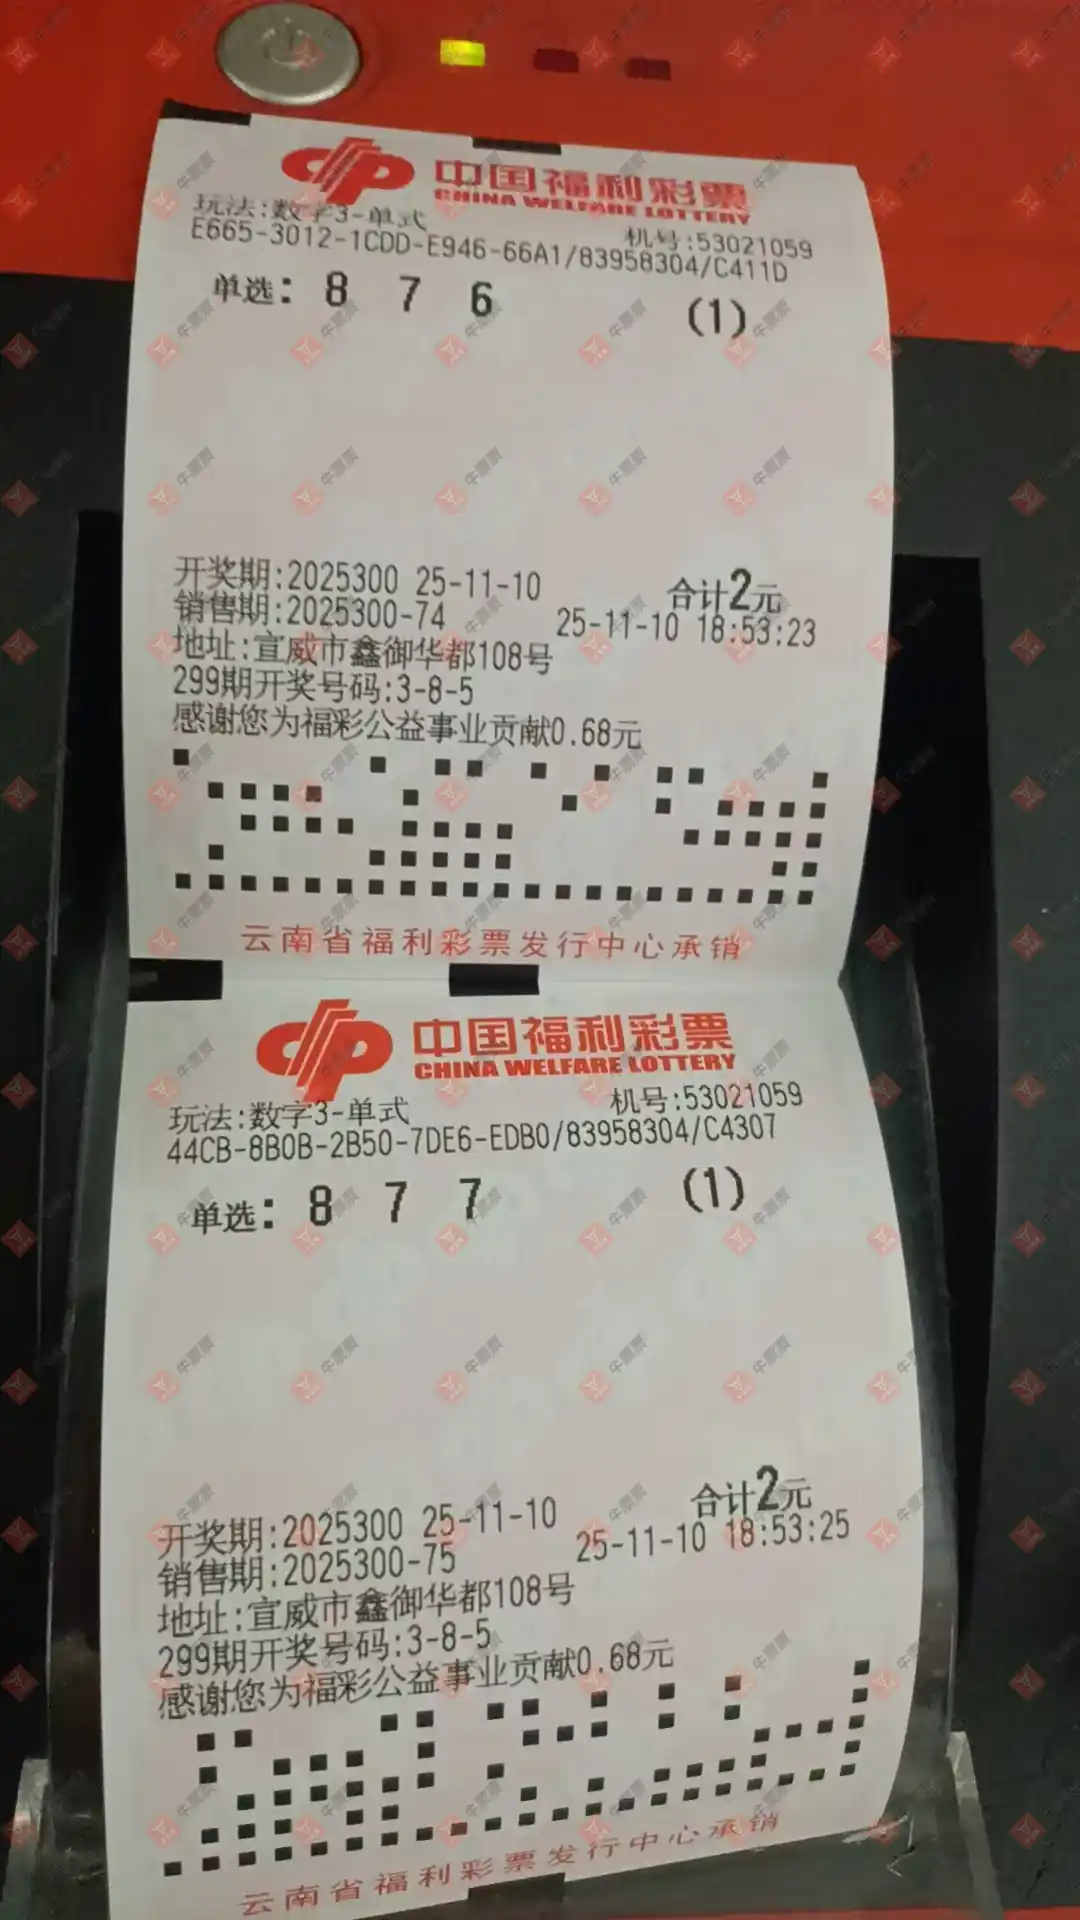 中国福利彩票
CHINA WELFARE LOTTERY
玩法:数字3-单式 机号:53021059
E665-3012-1CDD-E946-66A1/83958304/C411D
单选: 8 7 6 (1)
开奖期:2025300 25-11-10 合计2元
销售期:2025300-74 25-11-10 18:53:23
地址:宣威市鑫御华都108号
299期开奖号码:3-8-5
感谢您为福彩公益事业贡献0.68元
云南省福利彩票发行中心承销
中国福利彩票
CHINA WELFARE LOTTERY
玩法:数字3-单式 机号:53021059
44CB-8B0B-2B50-7DE6-EDB0/83958304/C4307
单选: 8 7 7 (1)
开奖期:2025300 25-11-10 合计2元
销售期:2025300-75 25-11-10 18:53:25
地址:宣威市鑫御华都108号
299期开奖号码:3-8-5
感谢您为福彩公益事业贡献0.68元
云南省福利彩票发行中心承销